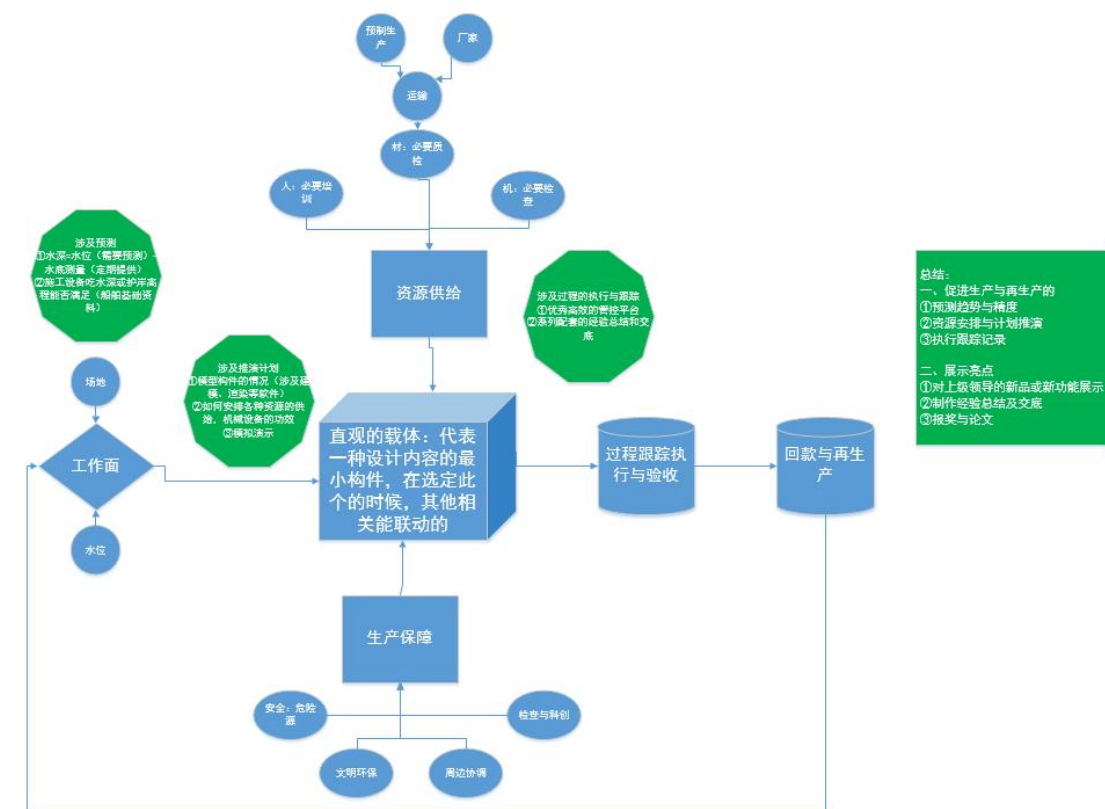 预制生
产
厂家
运输
材：必要质
检
人：必要培
训
机：必要检
查
资源供给
涉及预测
①水深=水位（需要预测）-
水底测量（定期提供）
②施工设备吃水深或护岸高
程能否满足（船舶基础资
料）
涉及过程的执行与跟踪
①优秀高效的管控平台
②系列配套的经验总结和交
底
总结：
一、促进生产与再生产的
①预测趋势与精度
②资源安排与计划推演
③执行跟踪记录
二、展示亮点
①对上级领导的新品或新功能展示
②制作经验总结及交底
③报奖与论文
涉及推演计划
①模型构件的情况（涉及建
模、渲染等软件）
②如何安排各种资源的供
给，机械设备的功效
③模拟演示
场地
工作面
水位
直观的载体：代表
一种设计内容的最
小构件，在选定此
个的时候，其他相
关能联动的
过程跟踪执
行与验收
回款与再生
产
生产保障
安全：危险
源
检查与科创
文明环保
周边协调